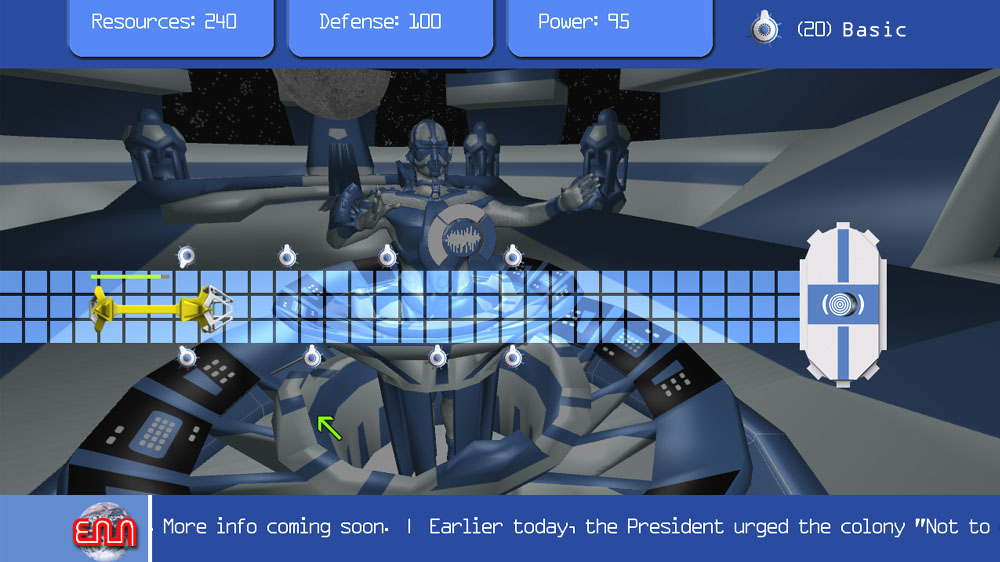 Resources: 240
Defense: 100
Power: 95
(20) Basic
ENN
More info coming soon. | Earlier today, the President urged the colony "Not to